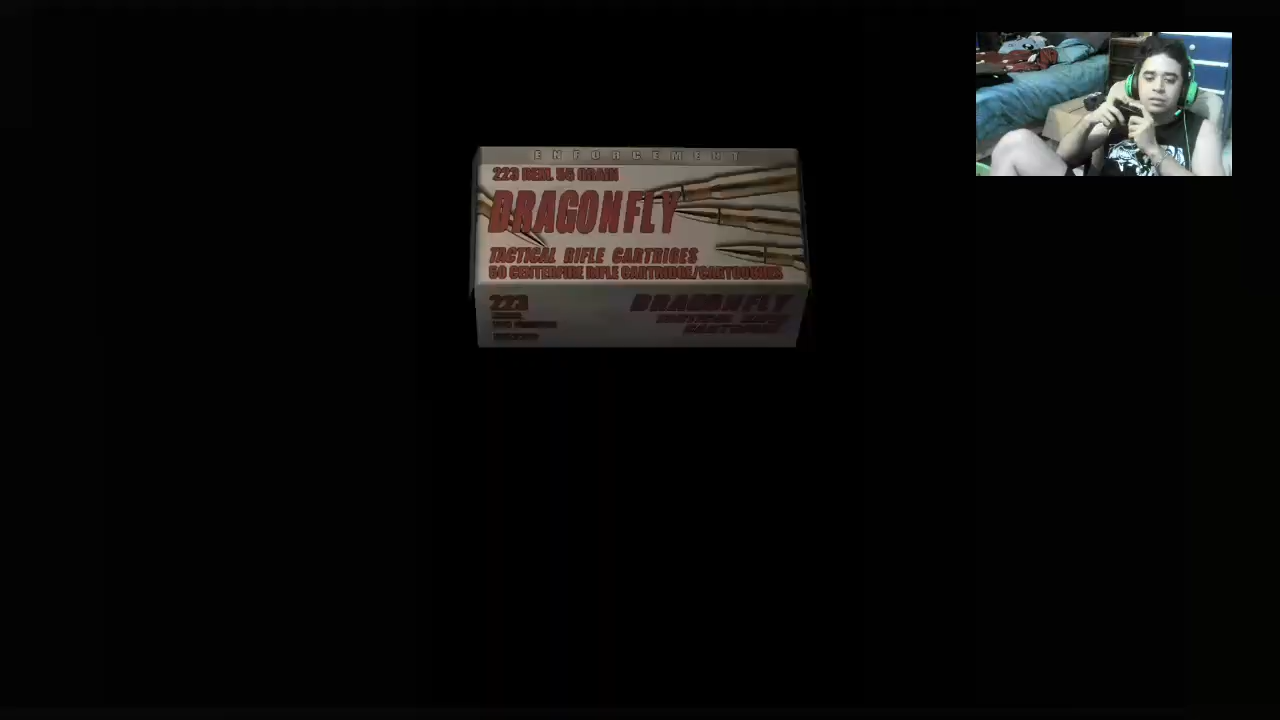 ENFORCEMENT
223 REM. 55 GRAIN
DRAGONFLY
TACTICAL RIFLE CARTRIGES
50 CENTERFIRE RIFLE CARTRIDGE/CARTOUCHES
223
DRAGONFLY